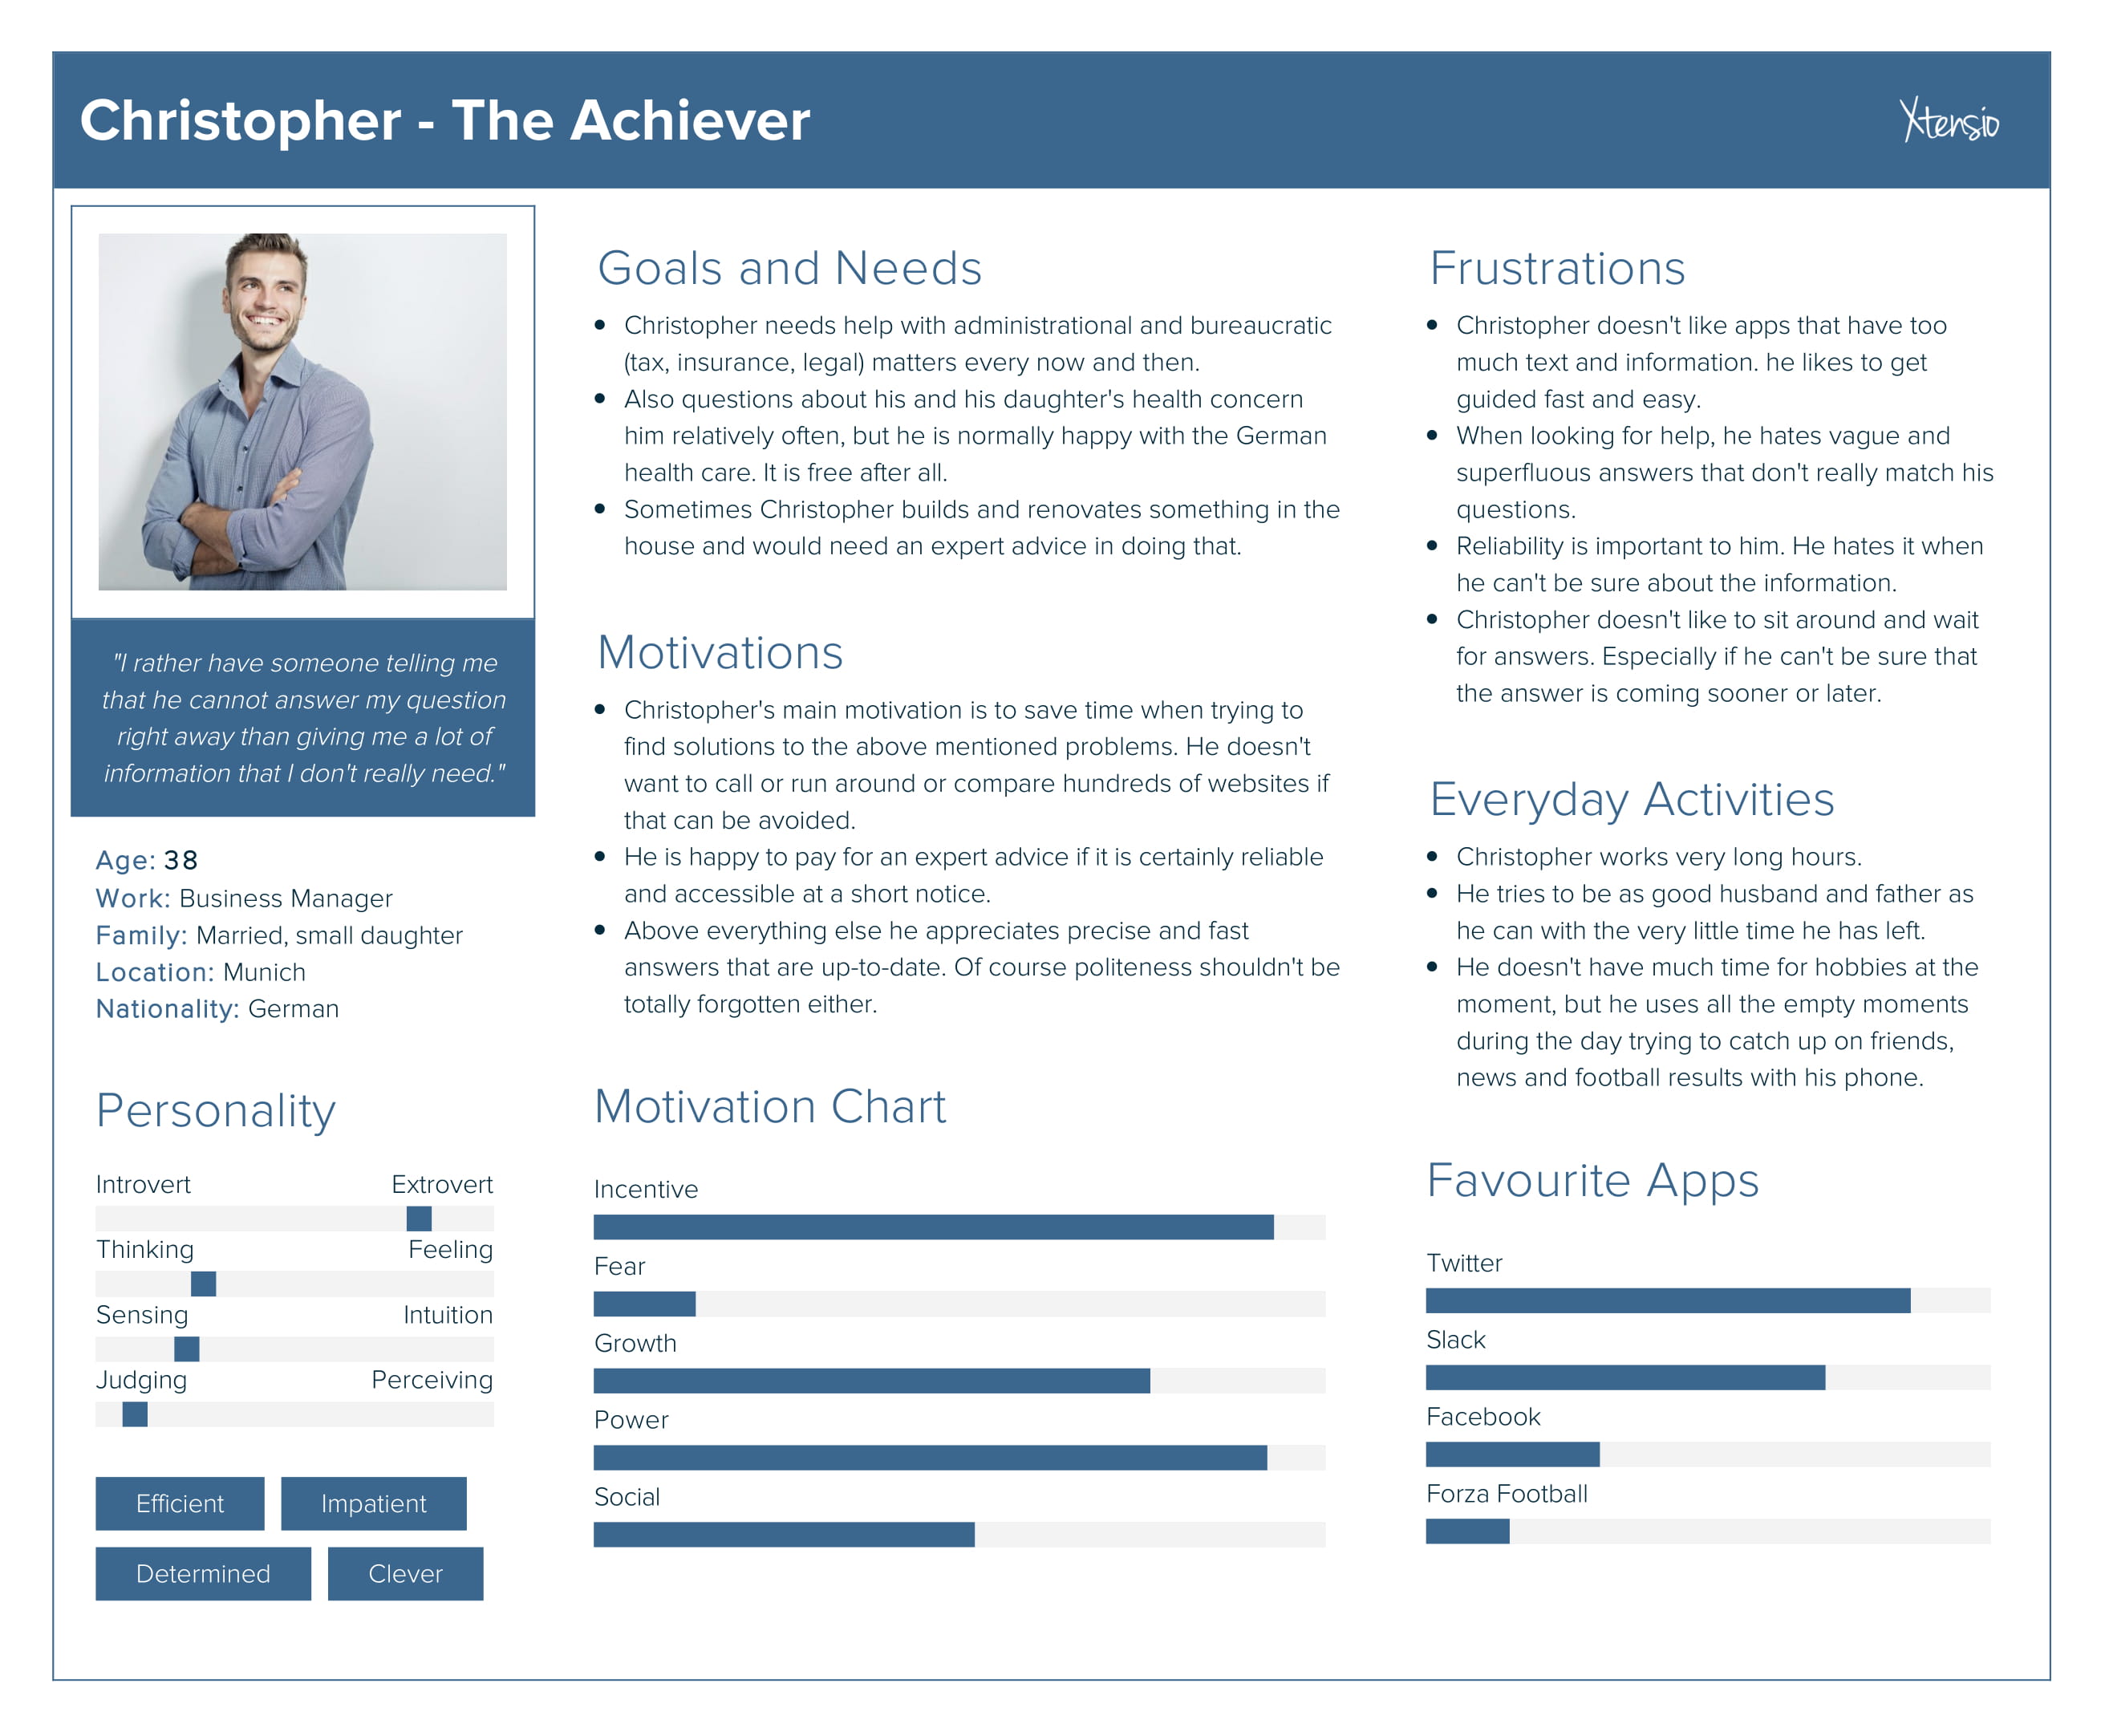 Christopher - The Achiever
Xtensio
"I rather have someone telling me
that he cannot answer my question
right away than giving me a lot of
information that I don't really need."
Age: 38
Work: Business Manager
Family: Married, small daughter
Location: Munich
Nationality: German
Personality
Introvert Extrovert
Thinking Feeling
Sensing Intuition
Judging Perceiving
Efficient Impatient
Determined Clever
Goals and Needs
• Christopher needs help with administrational and bureaucratic
(tax, insurance, legal) matters every now and then.
• Also questions about his and his daughter's health concern
him relatively often, but he is normally happy with the German
health care. It is free after all.
• Sometimes Christopher builds and renovates something in the
house and would need an expert advice in doing that.
Motivations
• Christopher's main motivation is to save time when trying to
find solutions to the above mentioned problems. He doesn't
want to call or run around or compare hundreds of websites if
that can be avoided.
• He is happy to pay for an expert advice if it is certainly reliable
and accessible at a short notice.
• Above everything else he appreciates precise and fast
answers that are up-to-date. Of course politeness shouldn't be
totally forgotten either.
Motivation Chart
Incentive
Fear
Growth
Power
Social
Frustrations
• Christopher doesn't like apps that have too
much text and information. he likes to get
guided fast and easy.
• When looking for help, he hates vague and
superfluous answers that don't really match his
questions.
• Reliability is important to him. He hates it when
he can't be sure about the information.
• Christopher doesn't like to sit around and wait
for answers. Especially if he can't be sure that
the answer is coming sooner or later.
Everyday Activities
• Christopher works very long hours.
• He tries to be as good husband and father as
he can with the very little time he has left.
• He doesn't have much time for hobbies at the
moment, but he uses all the empty moments
during the day trying to catch up on friends,
news and football results with his phone.
Favourite Apps
Twitter
Slack
Facebook
Forza Football